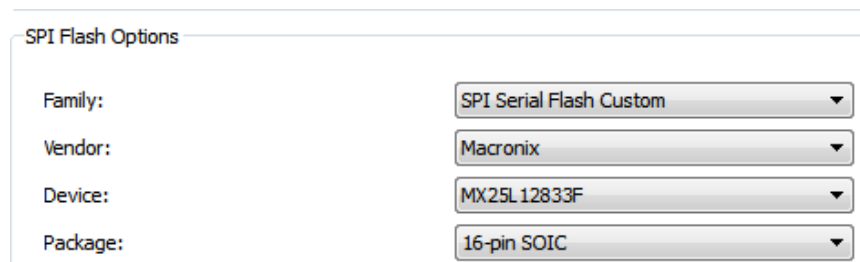 SPI Flash Options
Family: SPI Serial Flash Custom
Vendor: Macronix
Device: MX25L12833F
Package: 16-pin SOIC